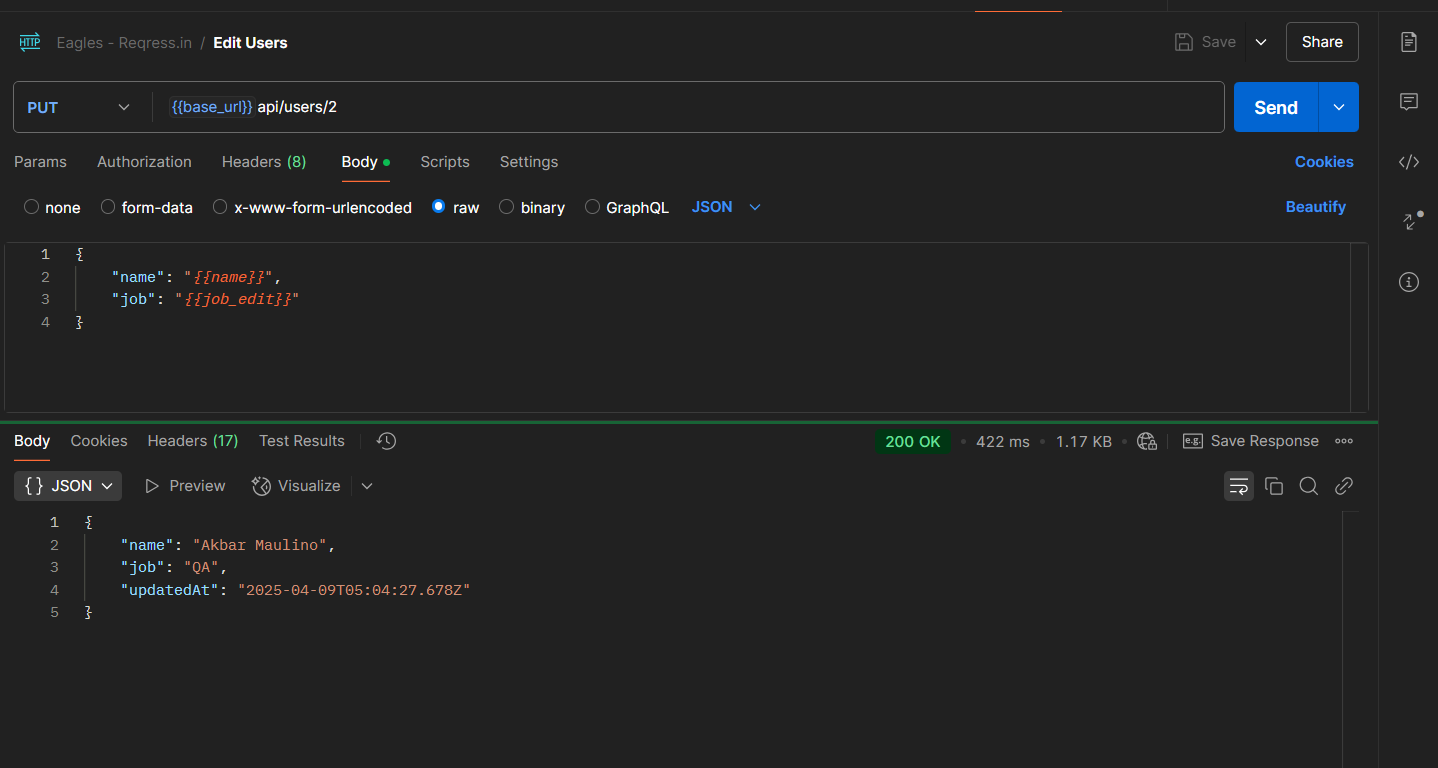 HTTP Eagles - Reqress.in / Edit Users Save Share
PUT {{base_url}} api/users/2 Send
Params Authorization Headers (8) Body Scripts Settings Cookies
none form-data x-www-form-urlencoded raw binary GraphQL JSON Beautify
1 {
2 "name": "{{name}}",
3 "job": "{{job_edit}}"
4 }
Body Cookies Headers (17) Test Results 200 OK • 422 ms • 1.17 KB • e.g. Save Response
{} JSON Preview Visualize
1 {
2 "name": "Akbar Maulino",
3 "job": "QA",
4 "updatedAt": "2025-04-09T05:04:27.678Z"
5 }